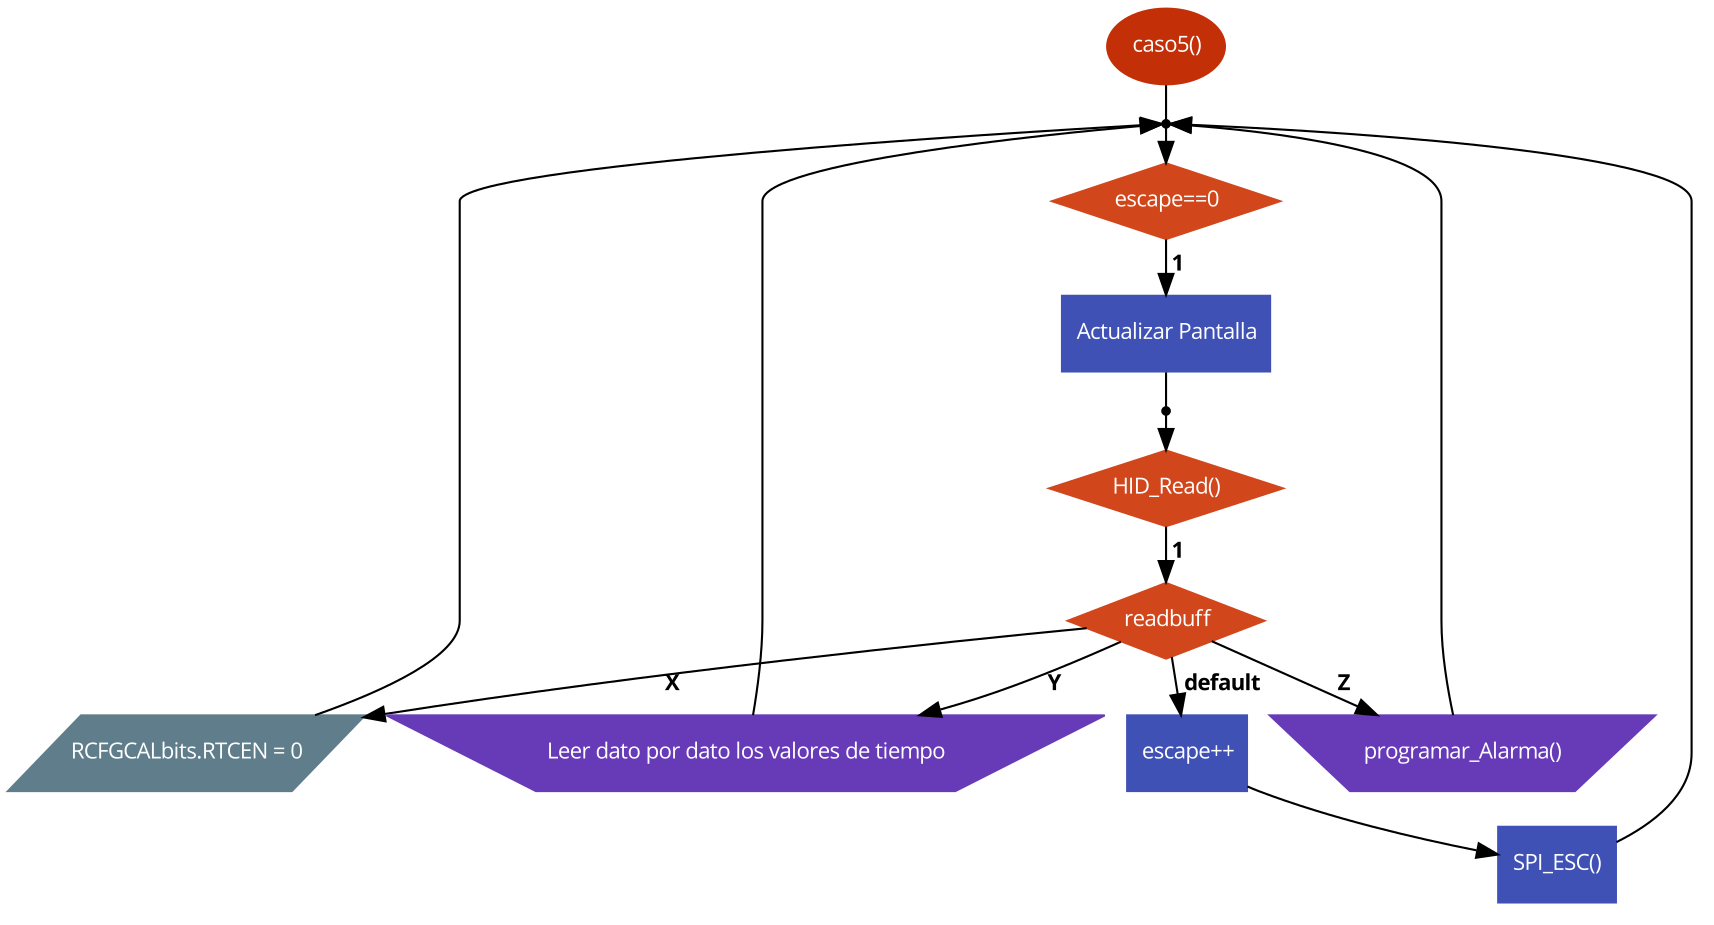 caso5()
escape==0
1
Actualizar Pantalla
HID_Read()
1
readbuff
X
Y
default
Z
RCFGCALbits.RTCEN = 0
Leer dato por dato los valores de tiempo
escape++
programar_Alarma()
SPI_ESC()